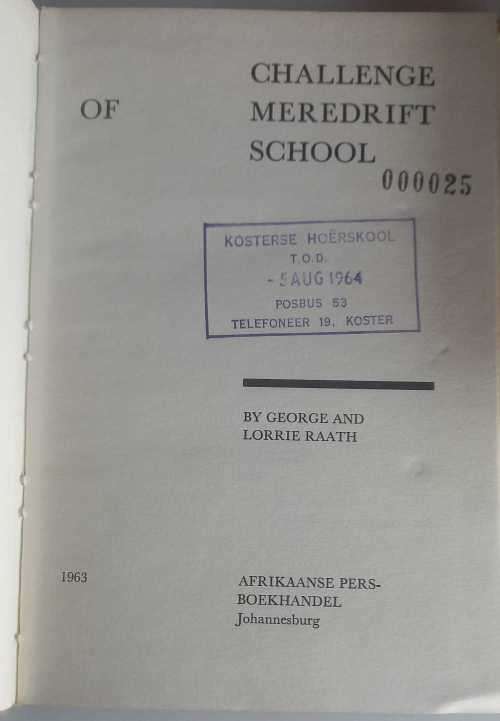 CHALLENGE
OF MEREDRIFT
SCHOOL
000025
KOSTERSE HOËRSKOOL
T.O.D.
-5 AUG 1964
POSBUS 53
TELEFONEER 19, KOSTER
BY GEORGE AND
LORRIE RAATH
1963 AFRIKAANSE PERS-
BOEKHANDEL
Johannesburg